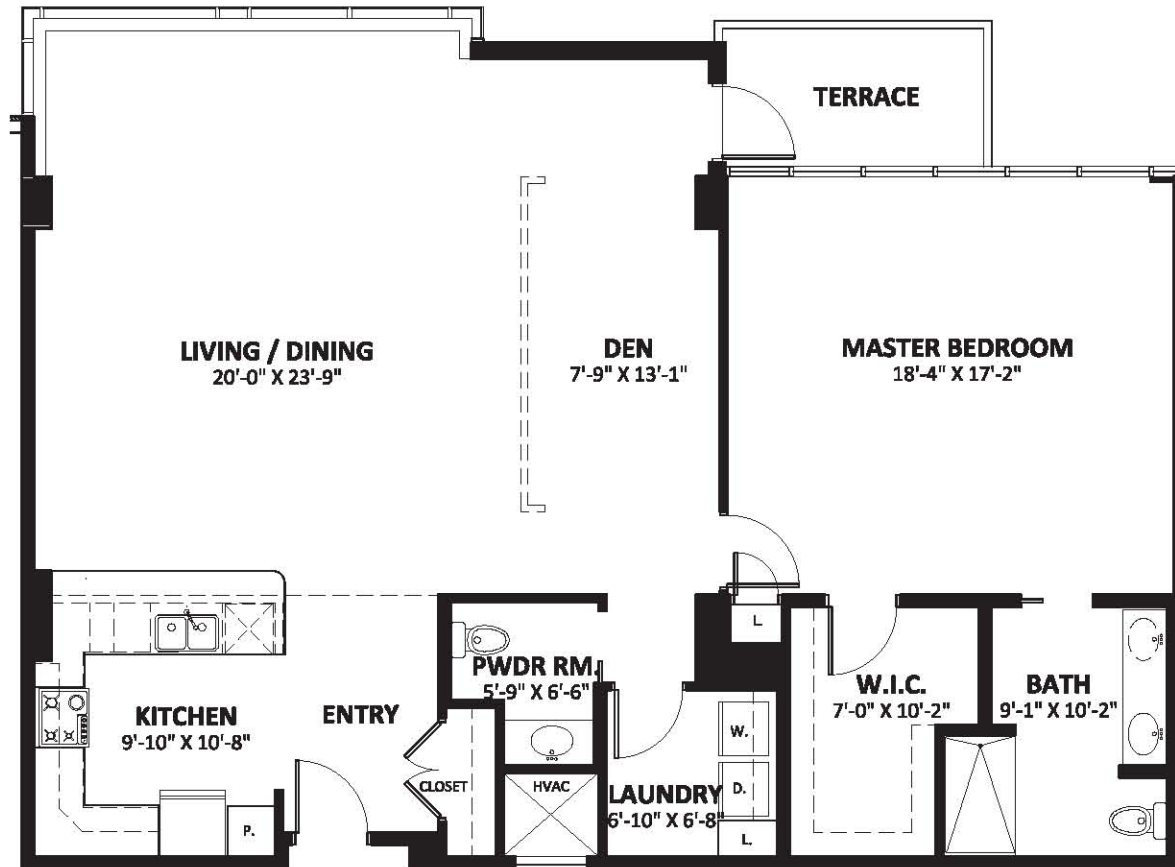 TERRACE
LIVING / DINING
20'-0" X 23'-9"
DEN
7'-9" X 13'-1"
MASTER BEDROOM
18'-4" X 17'-2"
L.
PWDR RM.
5'-9" X 6'-6"
W.I.C.
7'-0" X 10'-2"
BATH
9'-1" X 10'-2"
KITCHEN
9'-10" X 10'-8"
ENTRY
W.
CLOSET
HVAC
D.
LAUNDRY
6'-10" X 6'-8"
P.
L.